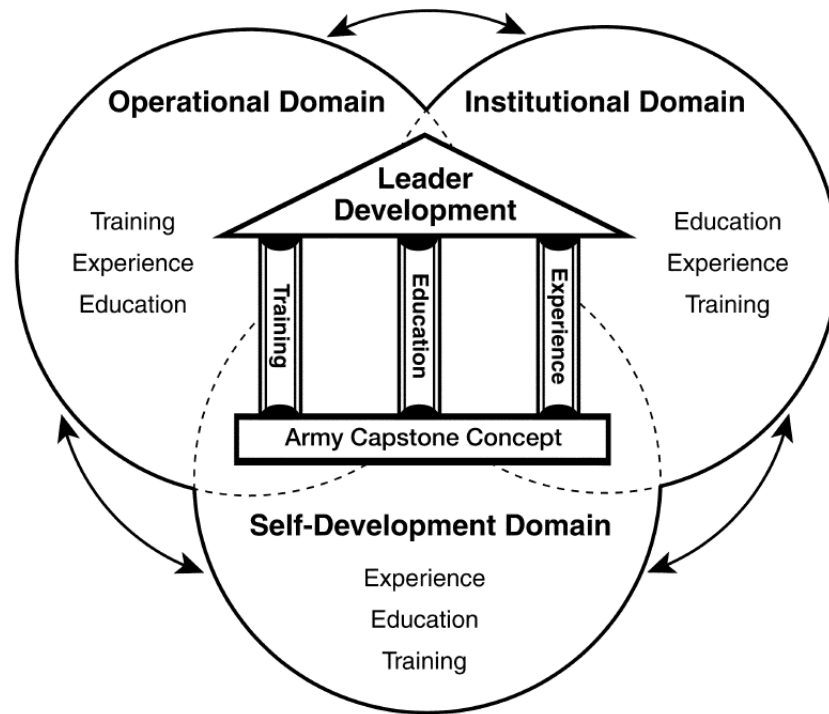 Operational Domain
Institutional Domain
Leader
Development
Training
Experience
Education
Education
Experience
Training
Training
Education
Experience
Army Capstone Concept
Self-Development Domain
Experience
Education
Training